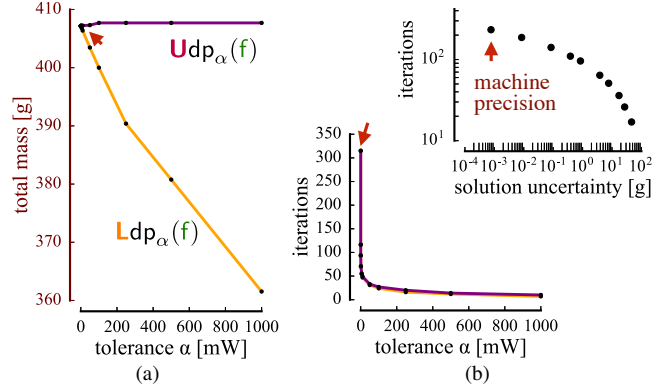 410
400
390
380
370
360
total mass [g]
Udpα(f)
Ldpα(f)
0 200 400 600 800 1000
tolerance α [mW]
(a)
iterations
10²
10¹
machine
precision
10⁻⁴ 10⁻³ 10⁻² 10⁻¹ 10⁰ 10¹ 10²
solution uncertainty [g]
350
300
250
200
150
100
50
0
iterations
0 200 400 600 800 1000
tolerance α [mW]
(b)